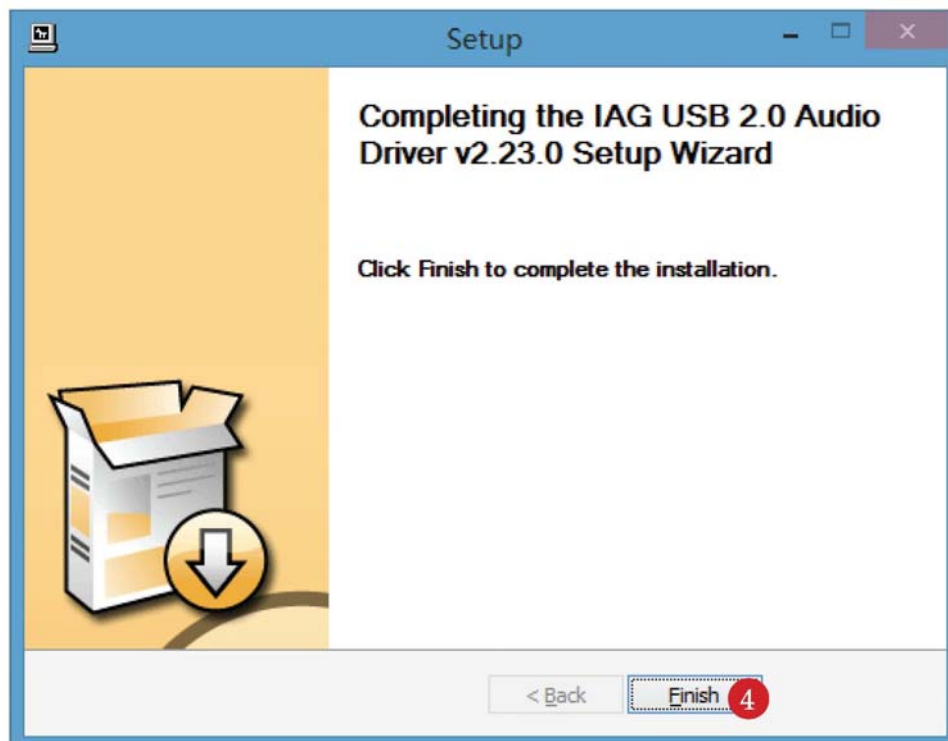 Setup
Completing the IAG USB 2.0 Audio
Driver v2.23.0 Setup Wizard
Click Finish to complete the installation.
< Back
Finish
4